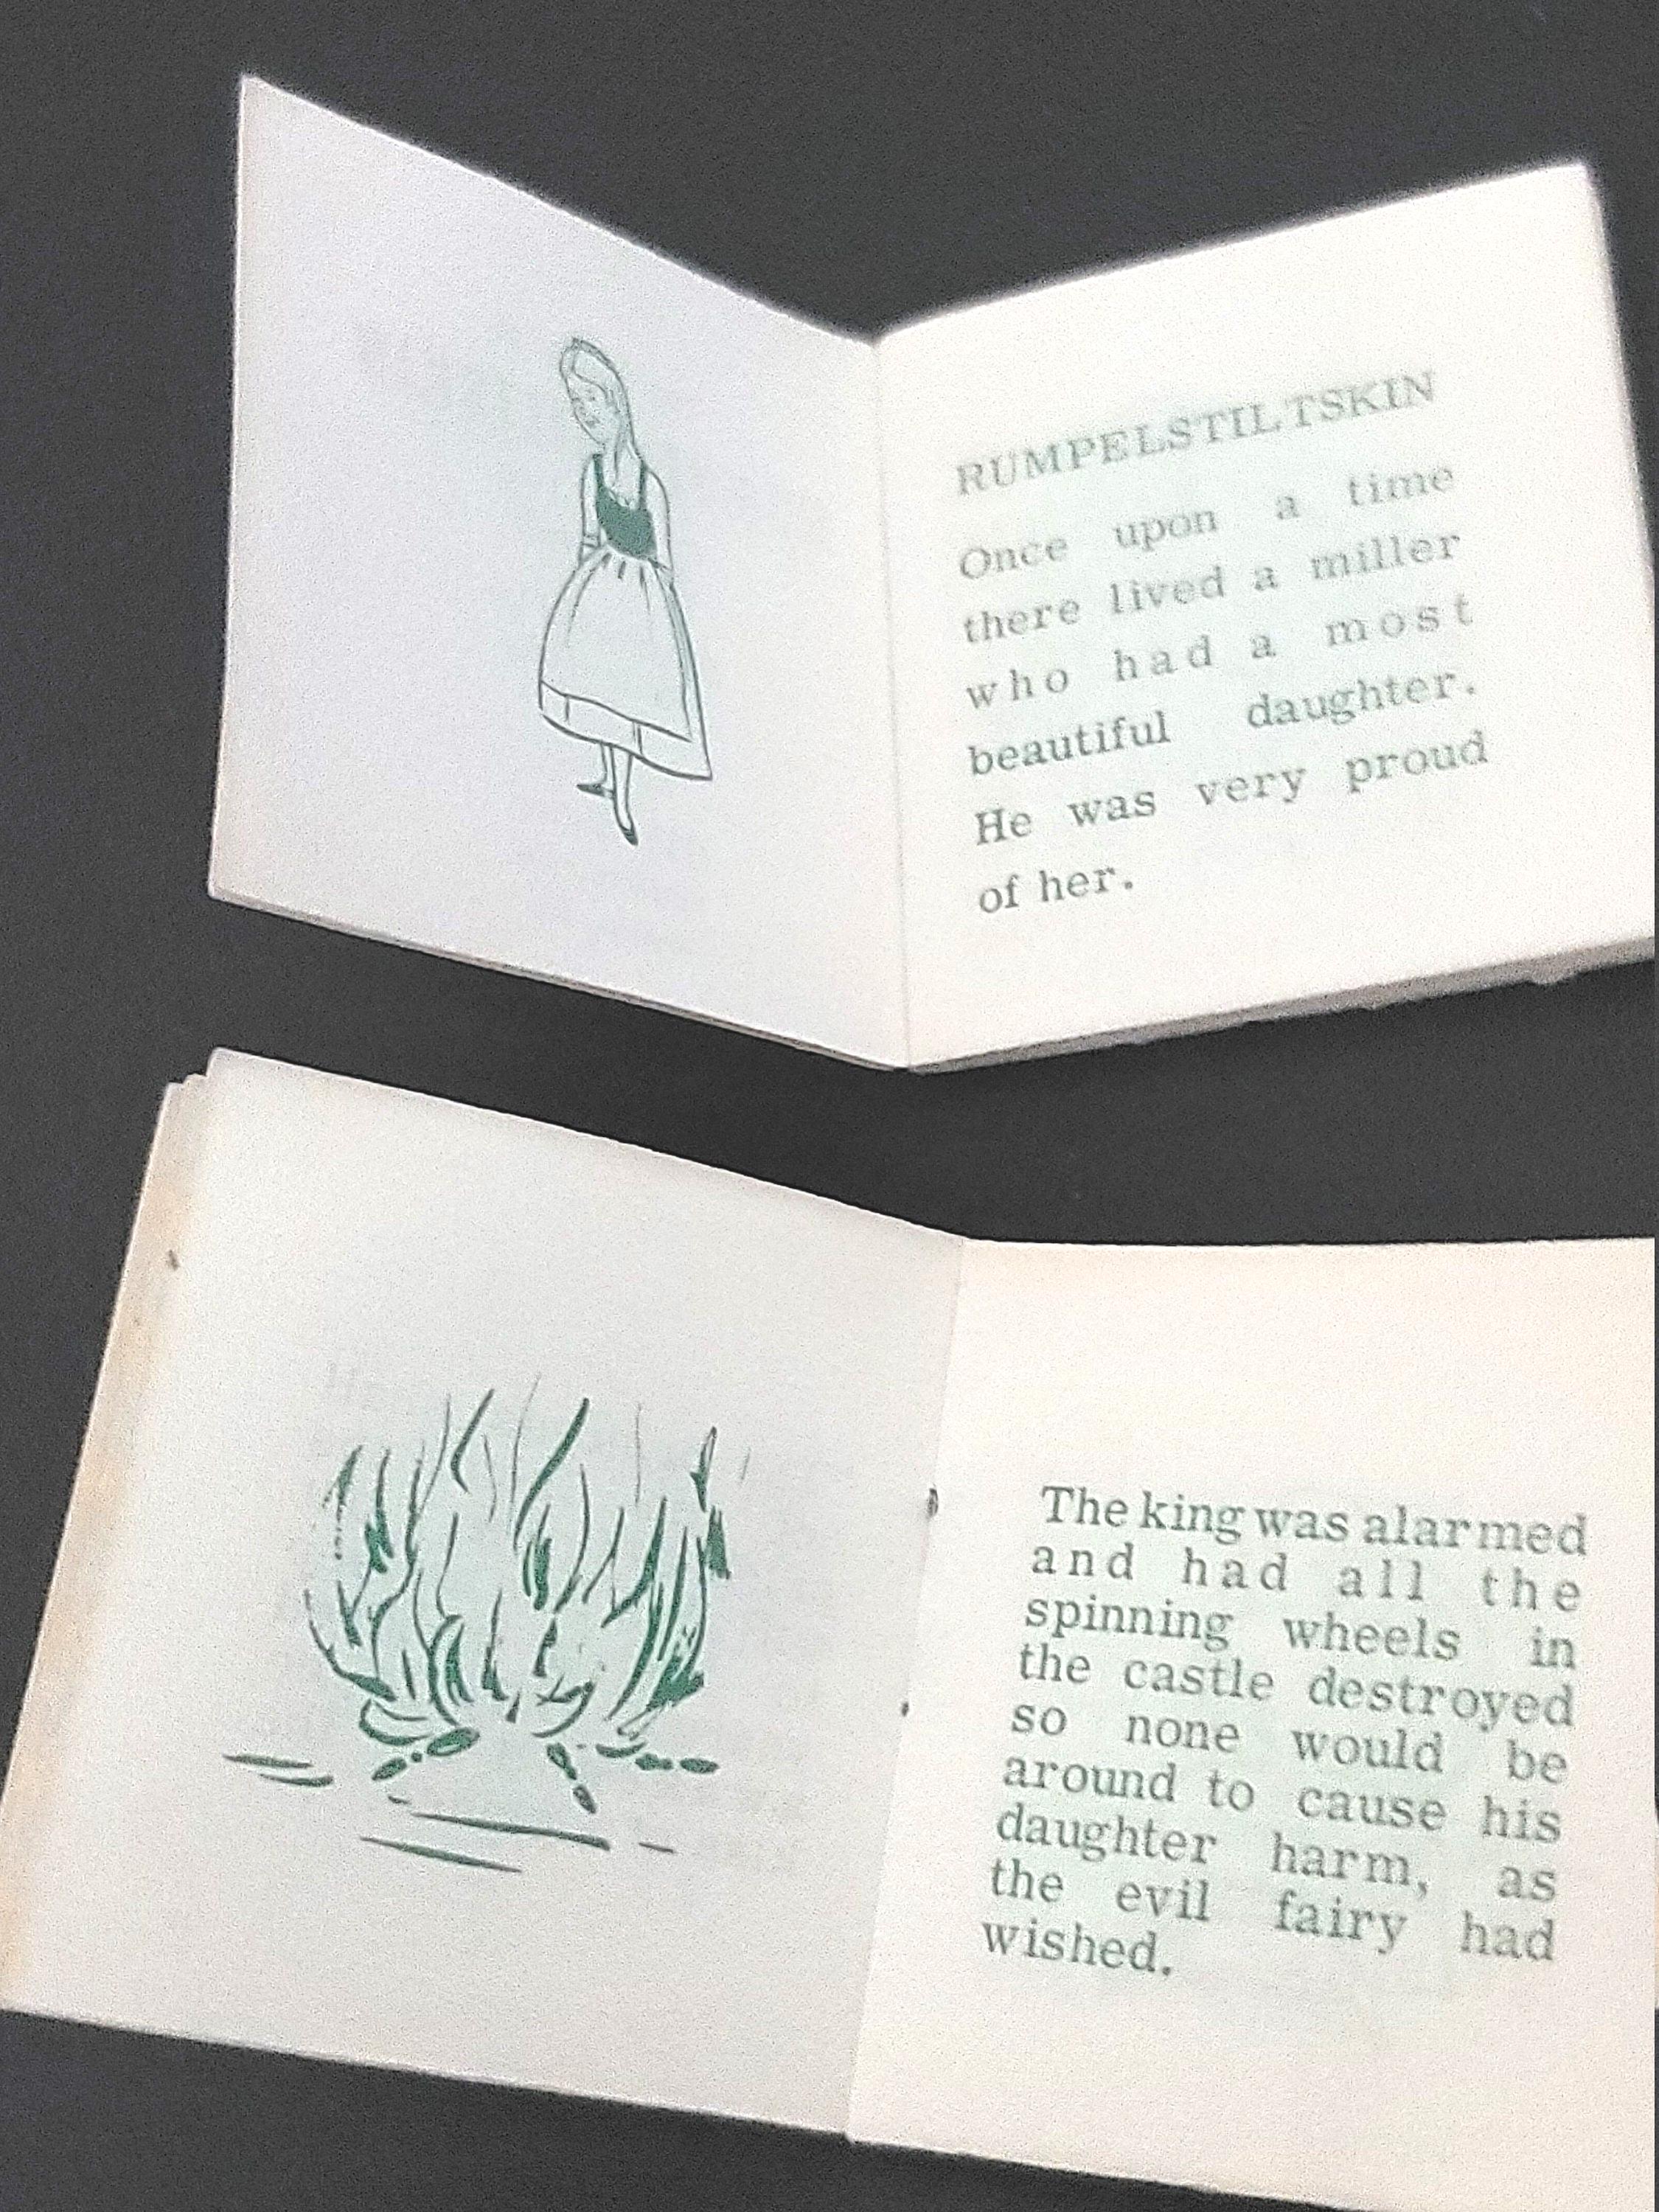 RUMPELSTILTSKIN
Once upon a time
there lived a miller
who had a most
beautiful daughter.
He was very proud
of her.
The king was alarmed
and had all the
spinning wheels in
the castle destroyed
so none would be
around to cause his
daughter harm, as
the evil fairy had
wished.